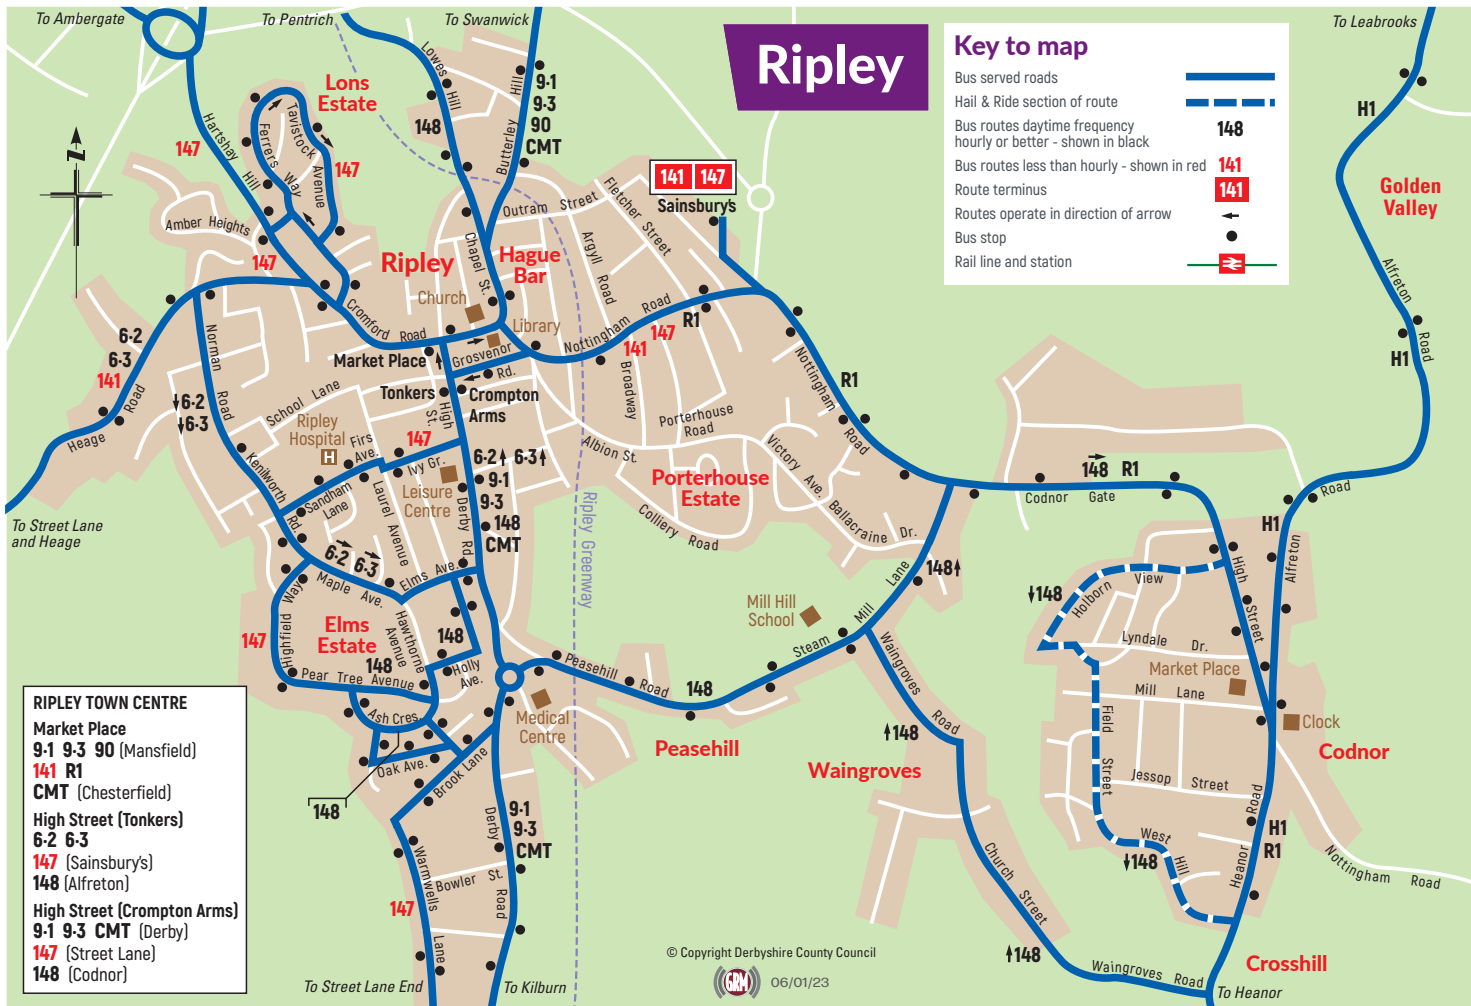 Ripley
Key to map
Bus served roads
Hail & Ride section of route
Bus routes daytime frequency
hourly or better - shown in black
148
Bus routes less than hourly - shown in red
141
Route terminus
141
Routes operate in direction of arrow
Bus stop
Rail line and station
To Ambergate
To Pentrich
To Swanwick
To Leabrooks
Lons
Estate
Lowes
Hill
148
Butterley
Hill
9·1
9·3
90
CMT
Hartshay
Hill
147
Ferrers
Way
Tavistock
Avenue
147
Amber Heights
147
141 147
Sainsbury's
Outram Street
Fletcher Street
Argyll Road
Ripley
Hague
Bar
Chapel St.
Church
Library
Cromford Road
Market Place
Grosvenor
Rd.
Tonkers
Crompton
Arms
High
St.
Nottingham Road
147
141
R1
Broadway
Nottingham
Road
R1
Golden
Valley
H1
Alfreton
Road
H1
6·2
6·3
141
Heage Road
To Street Lane
and Heage
Norman
Road
6·2
6·3
School Lane
Ripley
Hospital
H
Firs
Ave.
147
Ivy Gr.
Leisure
Centre
Kenilworth
Rd.
Sandham
Lane
Laurel Avenue
6·2 6·3
9·1
9·3
148
CMT
Derby Rd.
Albion St.
Porterhouse
Road
Porterhouse
Estate
Victory Ave.
Ballacraine Dr.
Colliery Road
Ripley Greenway
148 R1
Codnor Gate
Road
H1
Alfreton
6·2 6·3
Maple Ave.
Elms Ave.
Highfield Way
147
Elms
Estate
Hawthorne
Avenue
148
148
Pear Tree Avenue
Holly
Ave.
Ash Cres.
Oak Ave.
148
Brook Lane
Mill Hill
School
148
Steam Mill Lane
Peasehill Road
148
Medical
Centre
Peasehill
Waingroves
Road
148
Waingroves
148
Holborn View
High
Street
Lyndale Dr.
Market Place
Mill Lane
Clock
Codnor
Field
Street
Jessop Street
West
Hill
148
Heanor Road
H1
R1
Nottingham Road
Church
Street
148
Waingroves Road
Crosshill
To Heanor
9·1
9·3
CMT
Derby
Road
Bowler St.
Warmwells
Lane
147
To Street Lane End
To Kilburn
RIPLEY TOWN CENTRE
Market Place
9·1 9·3 90 (Mansfield)
141 R1
CMT (Chesterfield)
High Street (Tonkers)
6·2 6·3
147 (Sainsbury's)
148 (Alfreton)
High Street (Crompton Arms)
9·1 9·3 CMT (Derby)
147 (Street Lane)
148 (Codnor)
© Copyright Derbyshire County Council
GRM
06/01/23